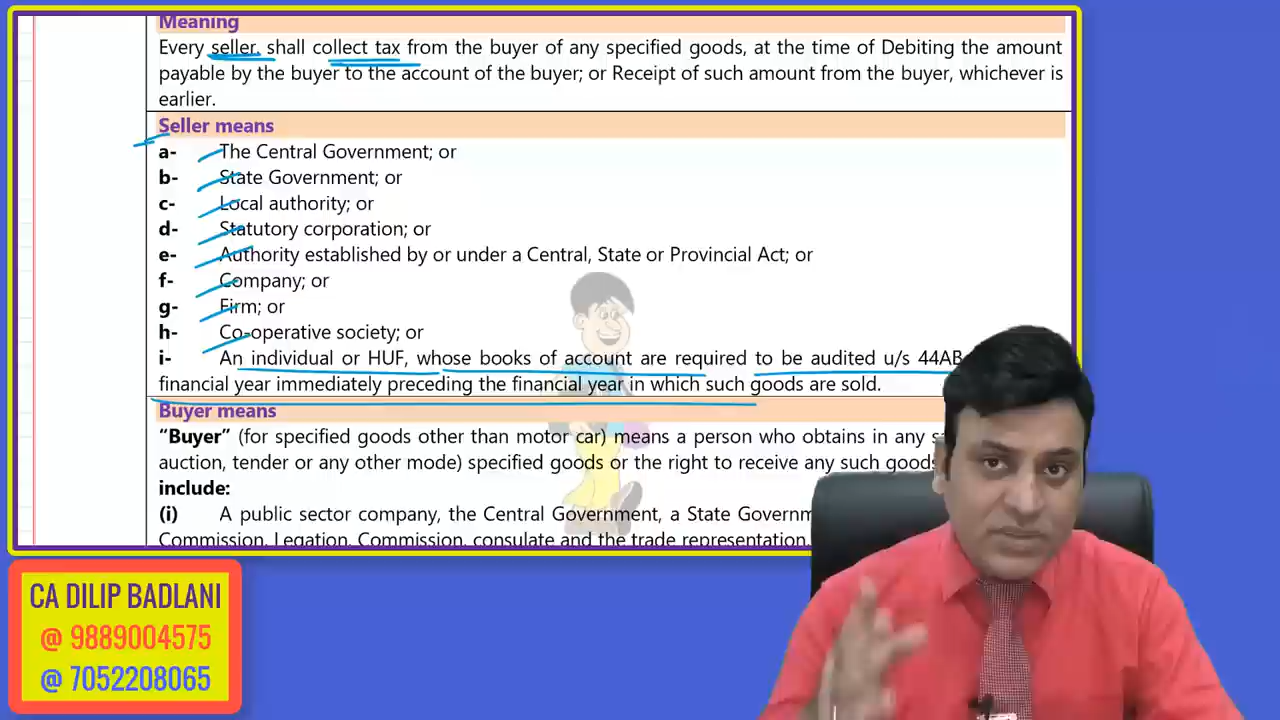 Meaning
Every seller, shall collect tax from the buyer of any specified goods, at the time of Debiting the amount
payable by the buyer to the account of the buyer; or Receipt of such amount from the buyer, whichever is
earlier.
Seller means
a- The Central Government; or
b- State Government; or
c- Local authority; or
d- Statutory corporation; or
e- Authority established by or under a Central, State or Provincial Act; or
f- Company; or
g- Firm; or
h- Co-operative society; or
i- An individual or HUF, whose books of account are required to be audited u/s 44AB
financial year immediately preceding the financial year in which such goods are sold.
Buyer means
“Buyer” (for specified goods other than motor car) means a person who obtains in any
auction, tender or any other mode) specified goods or the right to receive any such goods
include:
(i) A public sector company, the Central Government, a State
Commission, Legation, Commission, consulate and the trade representation,
CA DILIP BADLANI
@ 9889004575
@ 7052208065